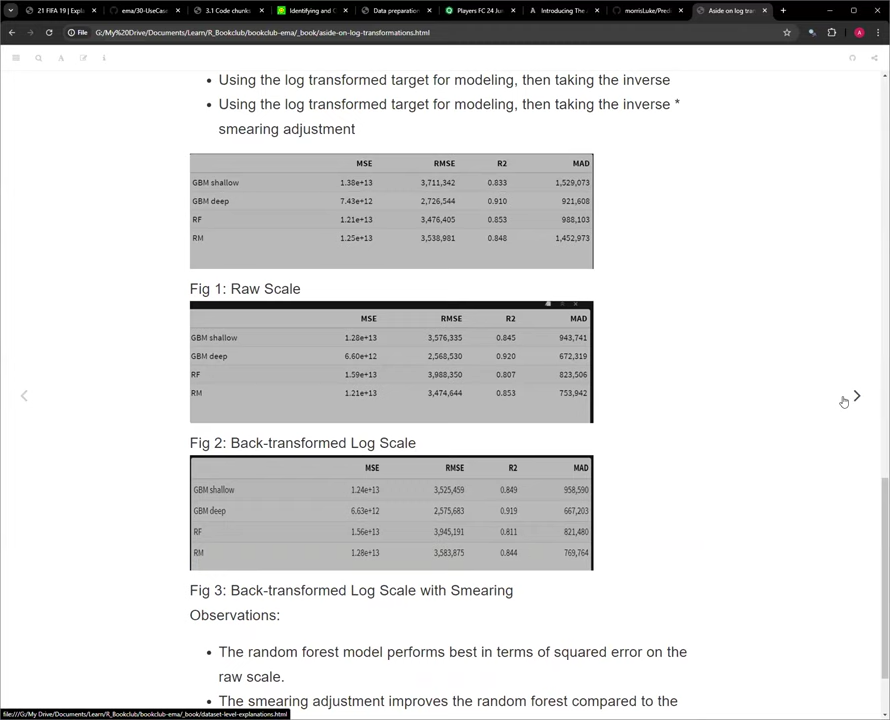 21 FIFA 19 | Expla
ema/30-UseCase
3.1 Code chunks
Identifying and C
Data preparation
Players FC 24 Jun
Introducing The
morrisLuke/Pred
Aside on log tran
G:/My%20Drive/Documents/Learn/R_Bookclub/bookclub-ema/_book/aside-on-log-transformations.html
• Using the log transformed target for modeling, then taking the inverse
• Using the log transformed target for modeling, then taking the inverse *
smearing adjustment
MSE RMSE R2 MAD
GBM shallow 1.38e+13 3,711,342 0.833 1,529,073
GBM deep 7.43e+12 2,726,544 0.910 921,608
RF 1.21e+13 3,476,405 0.853 988,103
RM 1.25e+13 3,538,981 0.848 1,452,973
Fig 1: Raw Scale
MSE RMSE R2 MAD
GBM shallow 1.28e+13 3,576,335 0.845 943,741
GBM deep 6.60e+12 2,568,530 0.920 672,319
RF 1.59e+13 3,988,350 0.807 823,506
RM 1.21e+13 3,474,644 0.853 753,942
Fig 2: Back-transformed Log Scale
MSE RMSE R2 MAD
GBM shallow 1.24e+13 3,525,459 0.849 958,590
GBM deep 6.63e+12 2,575,683 0.919 667,203
RF 1.56e+13 3,945,191 0.811 821,480
RM 1.28e+13 3,583,875 0.844 769,764
Fig 3: Back-transformed Log Scale with Smearing
Observations:
• The random forest model performs best in terms of squared error on the
raw scale.
• The smearing adjustment improves the random forest compared to the
file:///G:/My Drive/Documents/Learn/R_Bookclub/bookclub-ema/_book/dataset-level-explanations.html